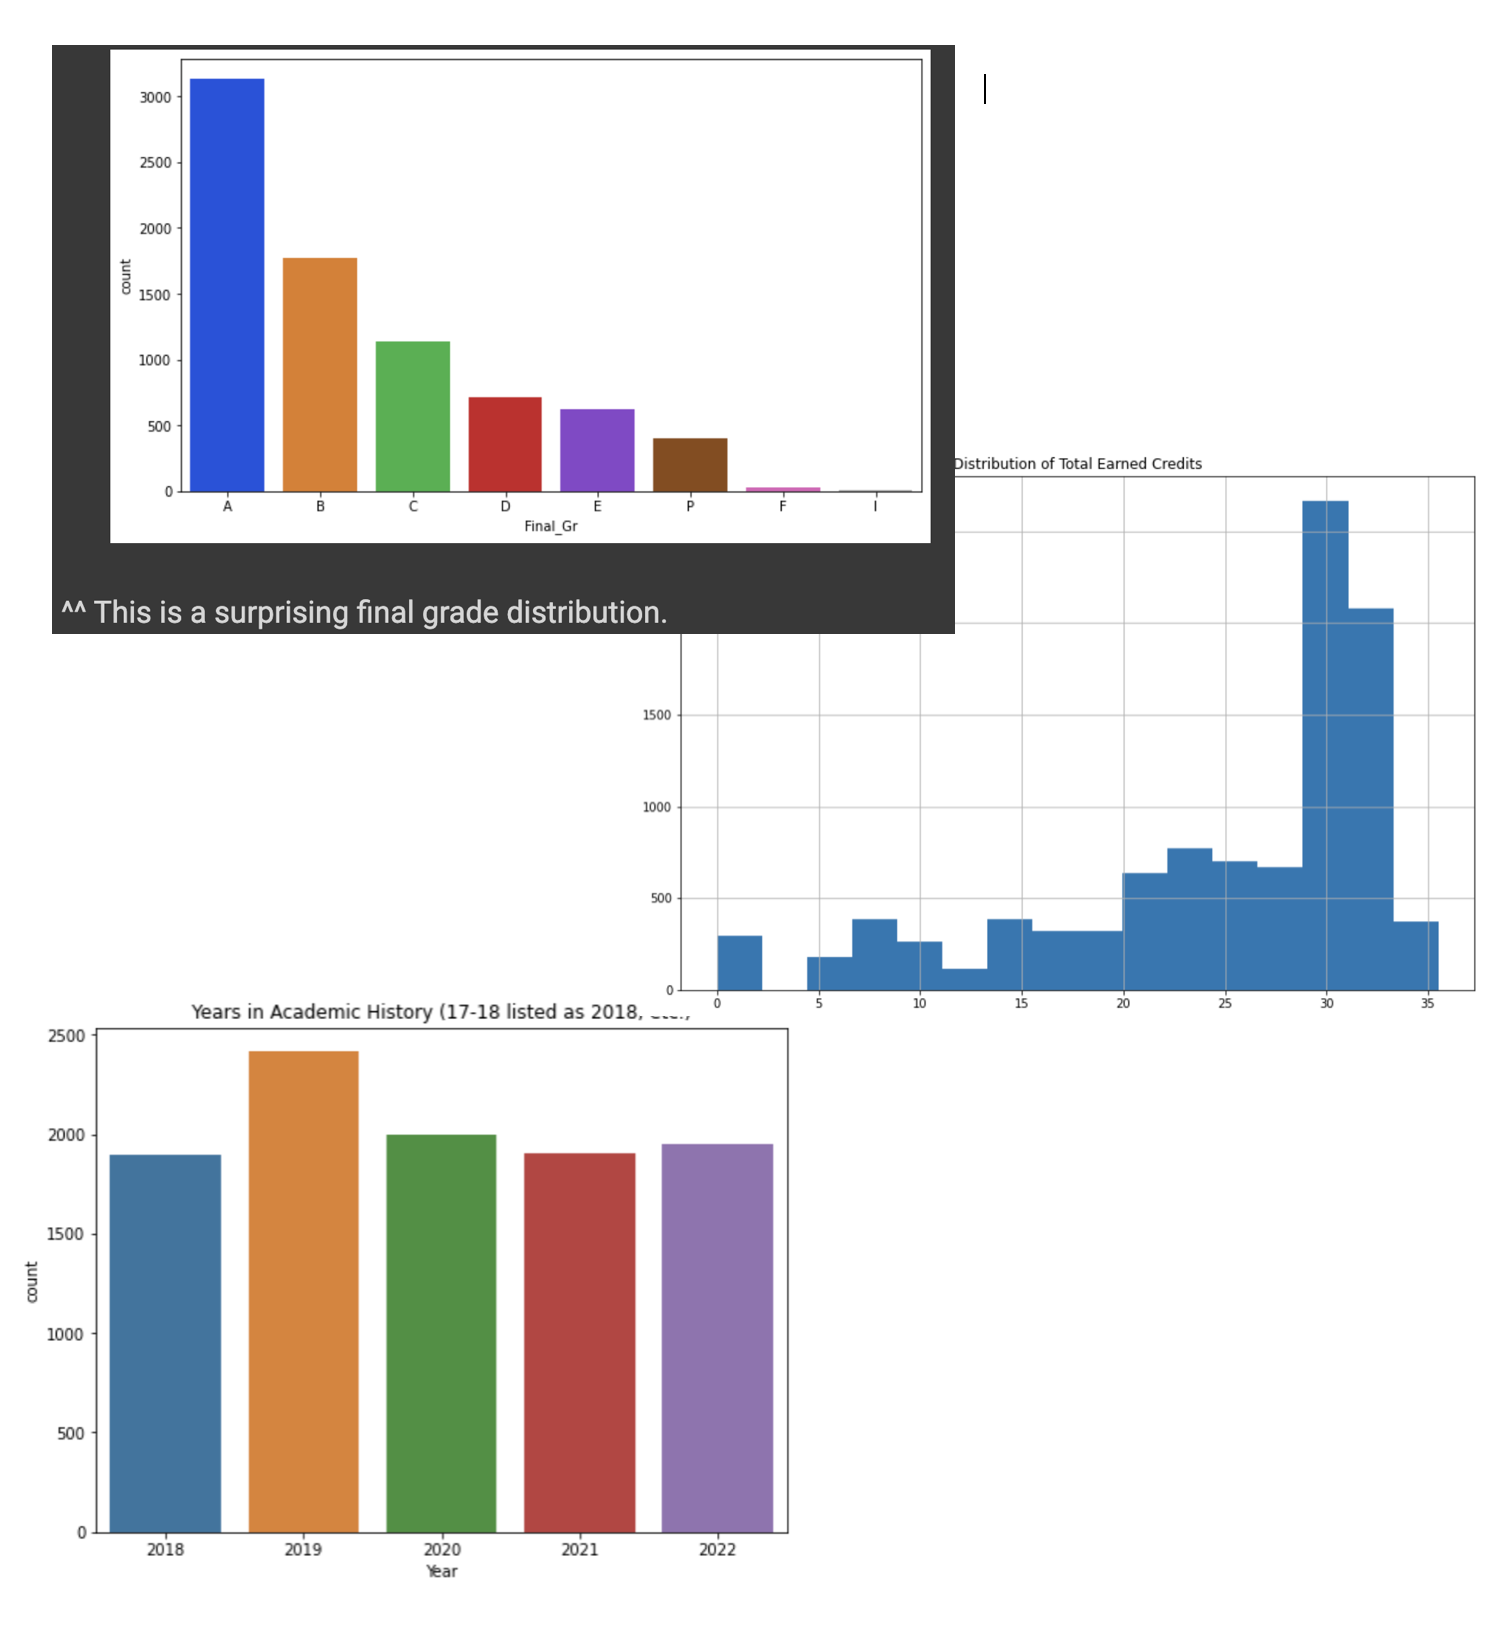 3000
2500
2000
1500
1000
500
0
count
A B C D E P F I
Final_Gr
^^ This is a surprising final grade distribution.
Distribution of Total Earned Credits
1500
1000
500
0
0 5 10 15 20 25 30 35
Years in Academic History (17-18 listed as 2018,
2500
2000
1500
1000
500
0
count
2018 2019 2020 2021 2022
Year